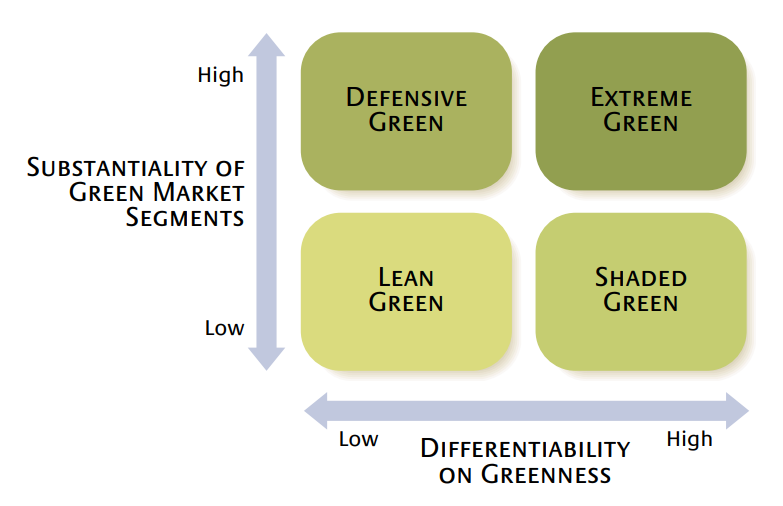 High
DEFENSIVE
GREEN
EXTREME
GREEN
SUBSTANTIALITY OF
GREEN MARKET
SEGMENTS
LEAN
GREEN
SHADED
GREEN
Low
Low
DIFFERENTIABILITY
ON GREENNESS
High